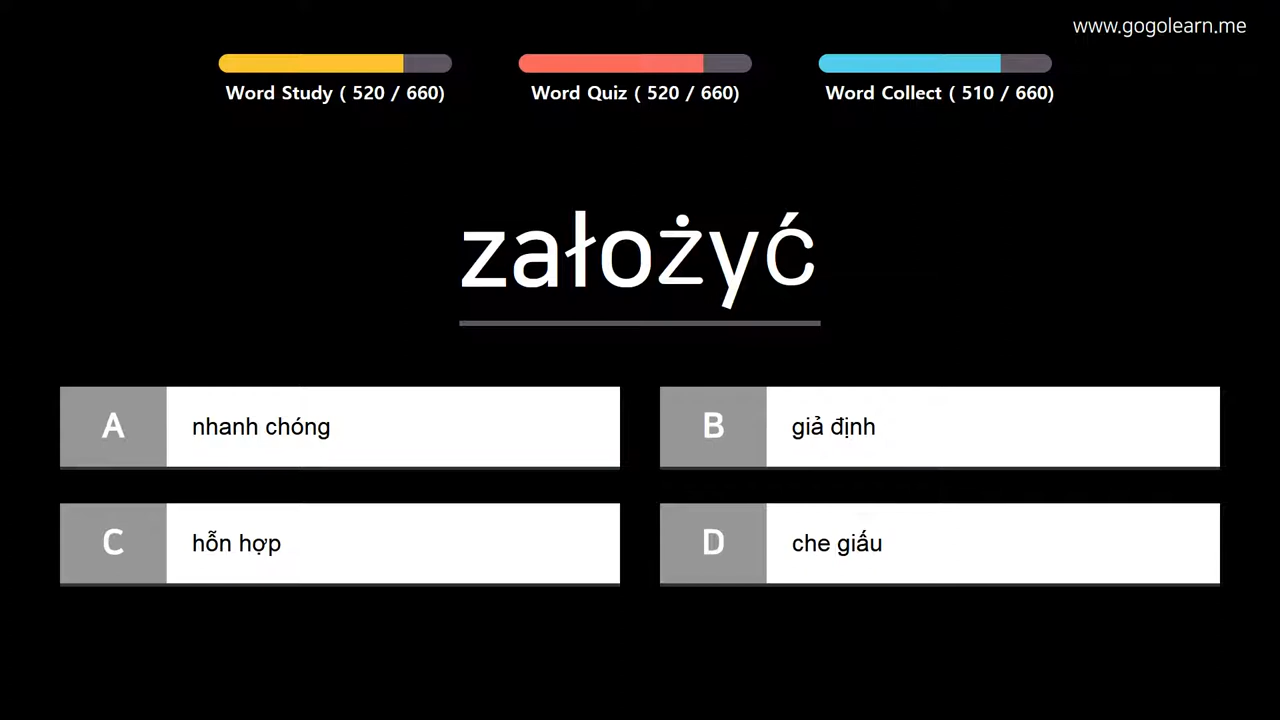 www.gogolearn.me
Word Study ( 520 / 660)
Word Quiz ( 520 / 660)
Word Collect ( 510 / 660)
założyć
A nhanh chóng
B giả định
C hỗn hợp
D che giấu